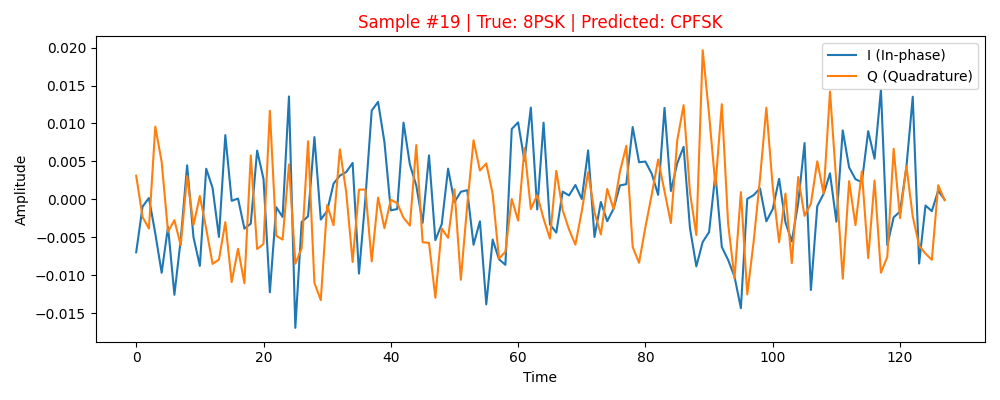 Sample #19 | True: 8PSK | Predicted: CPFSK
I (In-phase)
Q (Quadrature)
Amplitude
0.020
0.015
0.010
0.005
0.000
−0.005
−0.010
−0.015
0 20 40 60 80 100 120
Time